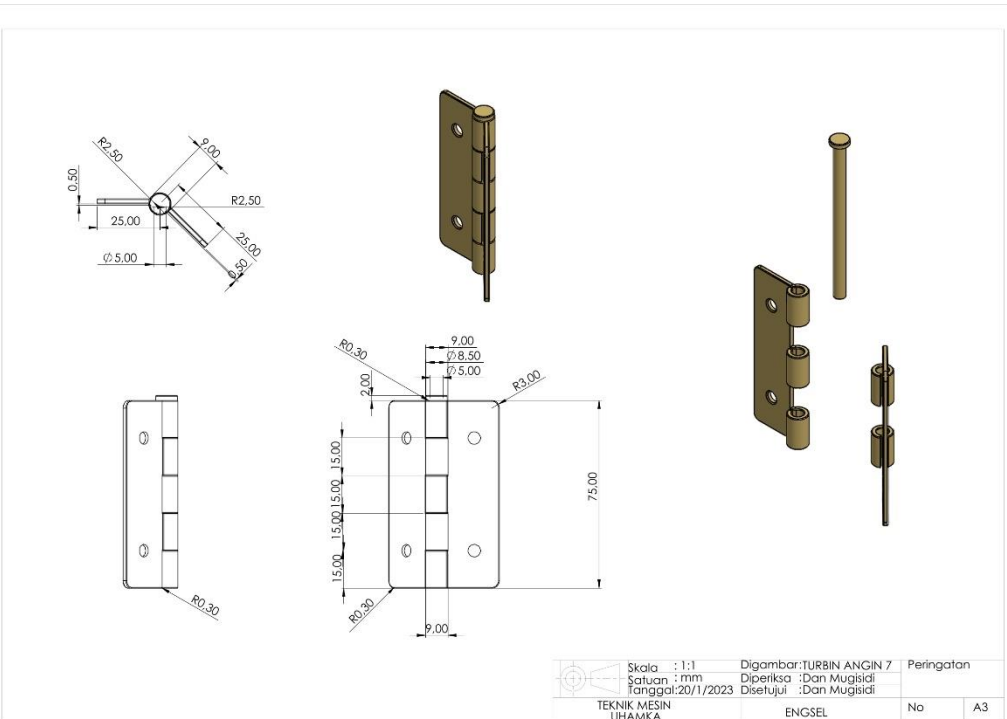 R2,50
9,00
0,50
R2,50
25,00
25,00
0,50
∅5,00
9,00
∅8,50
∅5,00
R0,30
2,00
R3,00
15,00
15,00
15,00
15,00
75,00
R0,30
R0,30
9,00
Skala : 1:1 Digambar:TURBIN ANGIN 7 Peringatan
Satuan : mm Diperiksa :Dan Mugisidi
Tanggal:20/1/2023 Disetujui :Dan Mugisidi
TEKNIK MESIN
UHAMKA ENGSEL No A3